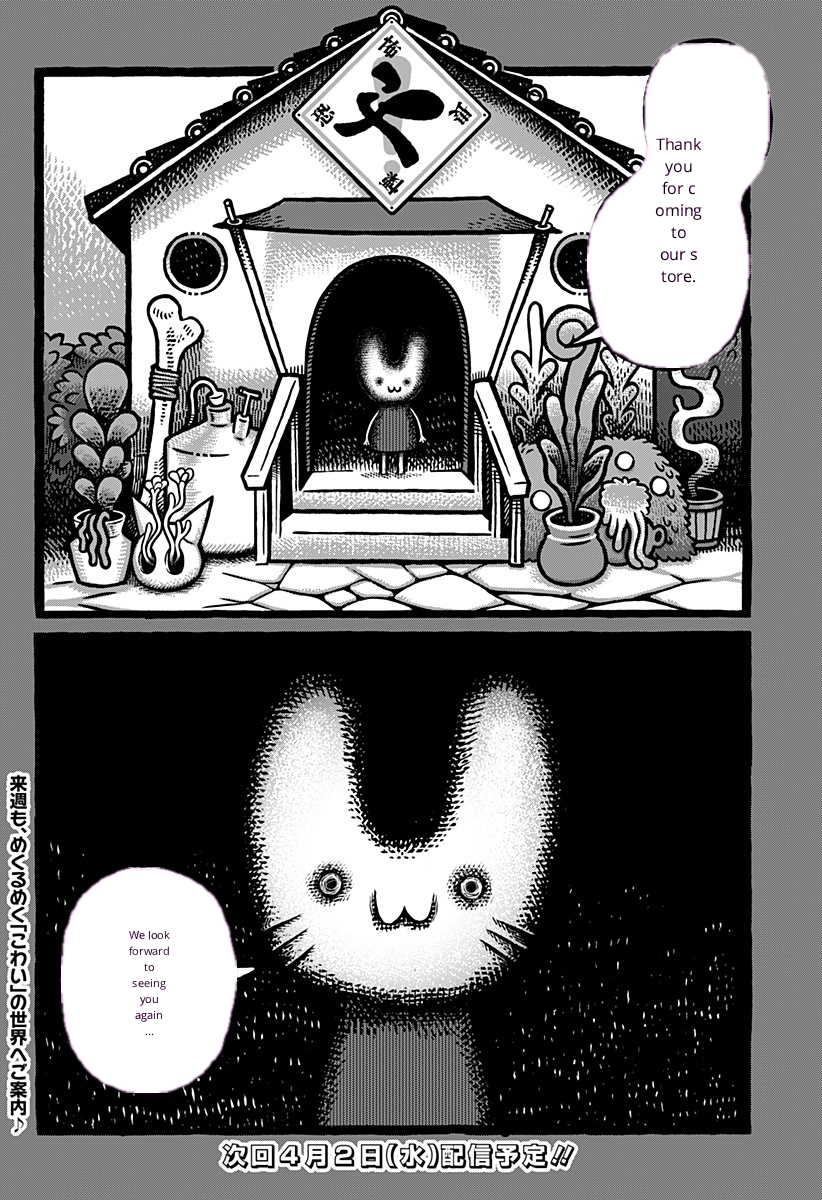 Thank
you
for c
oming
to
our s
tore.
We look
forward
to
seeing
you
again
...
来週も、めくるめく「こわい」の世界へご案内♪
次回4月2日(水)配信予定!!